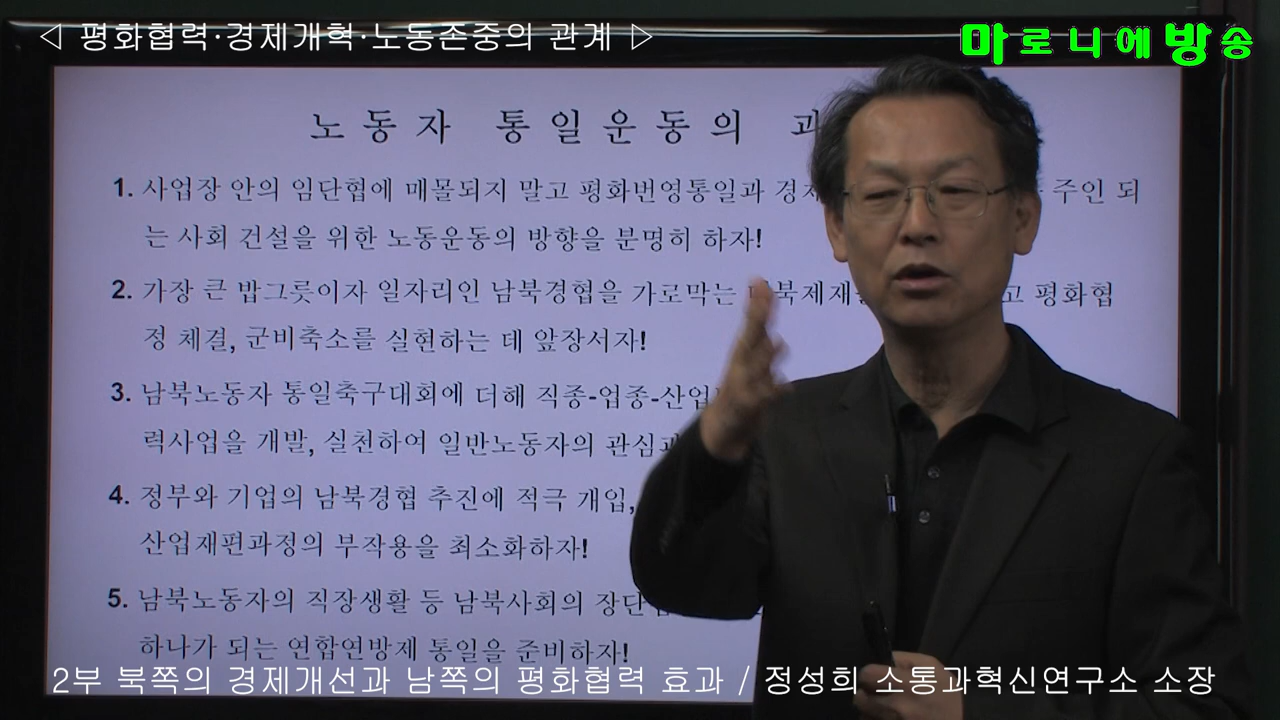 ◁ 평화협력·경제개혁·노동존중의 관계 ▷
마로니에방송
노동자 통일운동의
1. 사업장 안의 임단협에 매몰되지 말고 평화번영통일과 주인 되
는 사회 건설을 위한 노동운동의 방향을 분명히 하자!
2. 가장 큰 밥그릇이자 일자리인 남북경협을 가로막는 평화협
정 체결, 군비축소를 실현하는 데 앞장서자!
3. 남북노동자 통일축구대회에 더해 직종-업종-산업
력사업을 개발, 실천하여 일반노동자의
4. 정부와 기업의 남북경협 추진에 적극 개입,
산업재편과정의 부작용을 최소화하자!
5. 남북노동자의 직장생활 등 남북사회의
하나가 되는 연합연방제 통일을 준비하자!
2부 북쪽의 경제개선과 남쪽의 평화협력 효과 / 정성희 소통과혁신연구소 소장